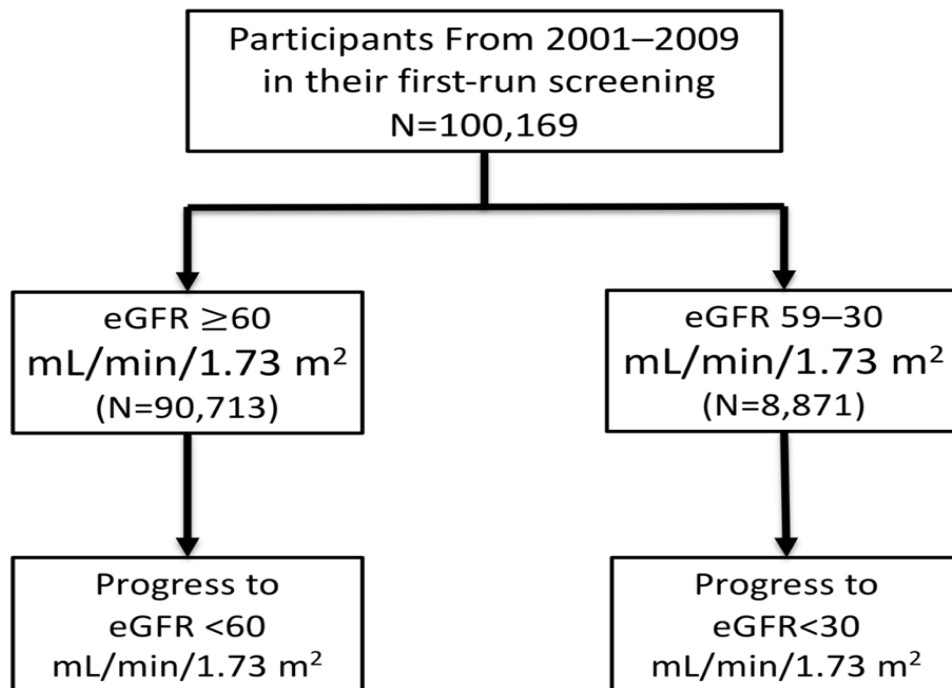 Participants From 2001–2009
in their first-run screening
N=100,169
eGFR ≥60
mL/min/1.73 m²
(N=90,713)
eGFR 59–30
mL/min/1.73 m²
(N=8,871)
Progress to
eGFR <60
mL/min/1.73 m²
Progress to
eGFR<30
mL/min/1.73 m²